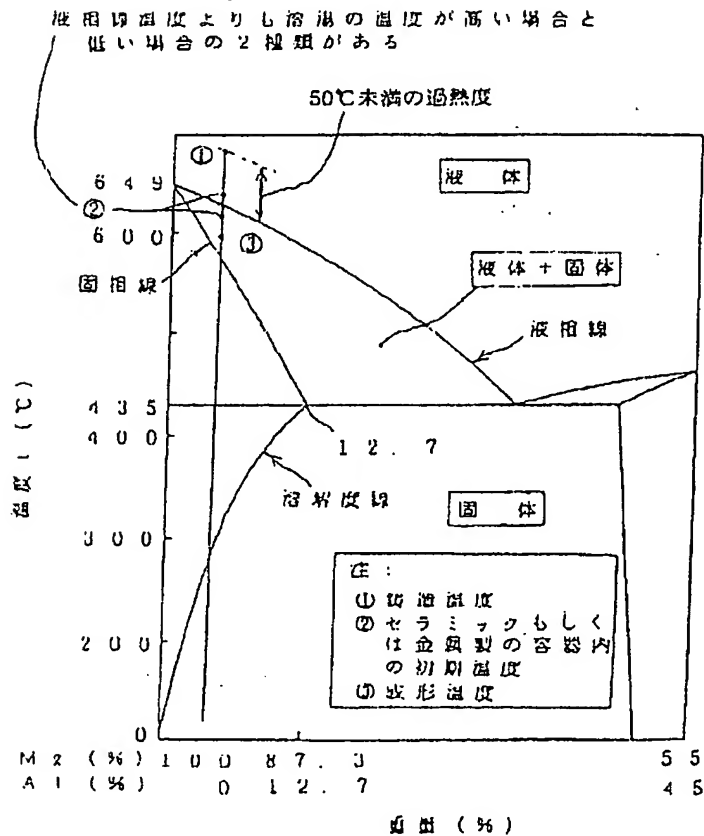 液相線温度よりも溶湯の温度が高い場合と
低い場合の2種類がある
50℃未満の過熱度
①
649
②
600
③
液体
固相線
液体+固体
液相線
温度 (℃)
435
400
12.7
溶解度線
固体
300
200
0
注:
① 鋳造温度
② セラミックもしく
は金属製の容器内
の初期温度
③ 成形温度
(%) 100 87.3 55
Al (%) 0 12.7 45
(%)